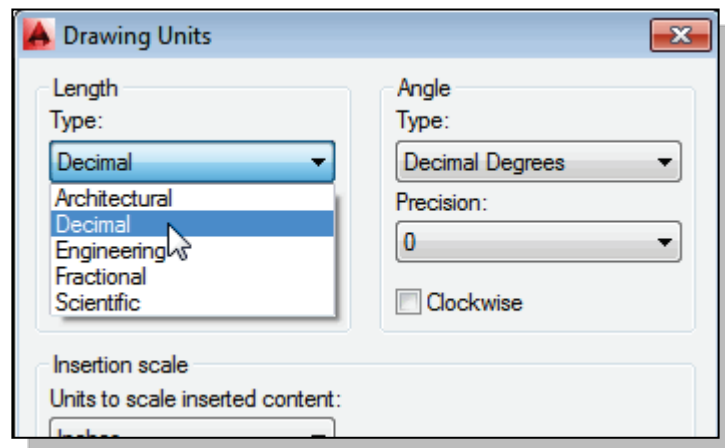 Drawing Units
Length
Type:
Decimal
Architectural
Decimal
Engineering
Fractional
Scientific
Angle
Type:
Decimal Degrees
Precision:
0
Clockwise
Insertion scale
Units to scale inserted content: